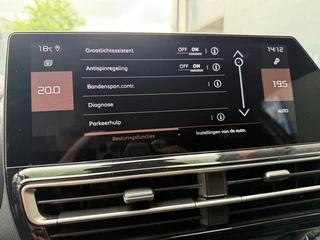 18°c
Grootlichtassistent OFF ON
14:12
Antispinregeling OFF ON
20.0
Bandenspan.contr.
19.5
Diagnose
AUTO
Parkeerhulp
Besturingsfuncties
Instellingen van de auto.